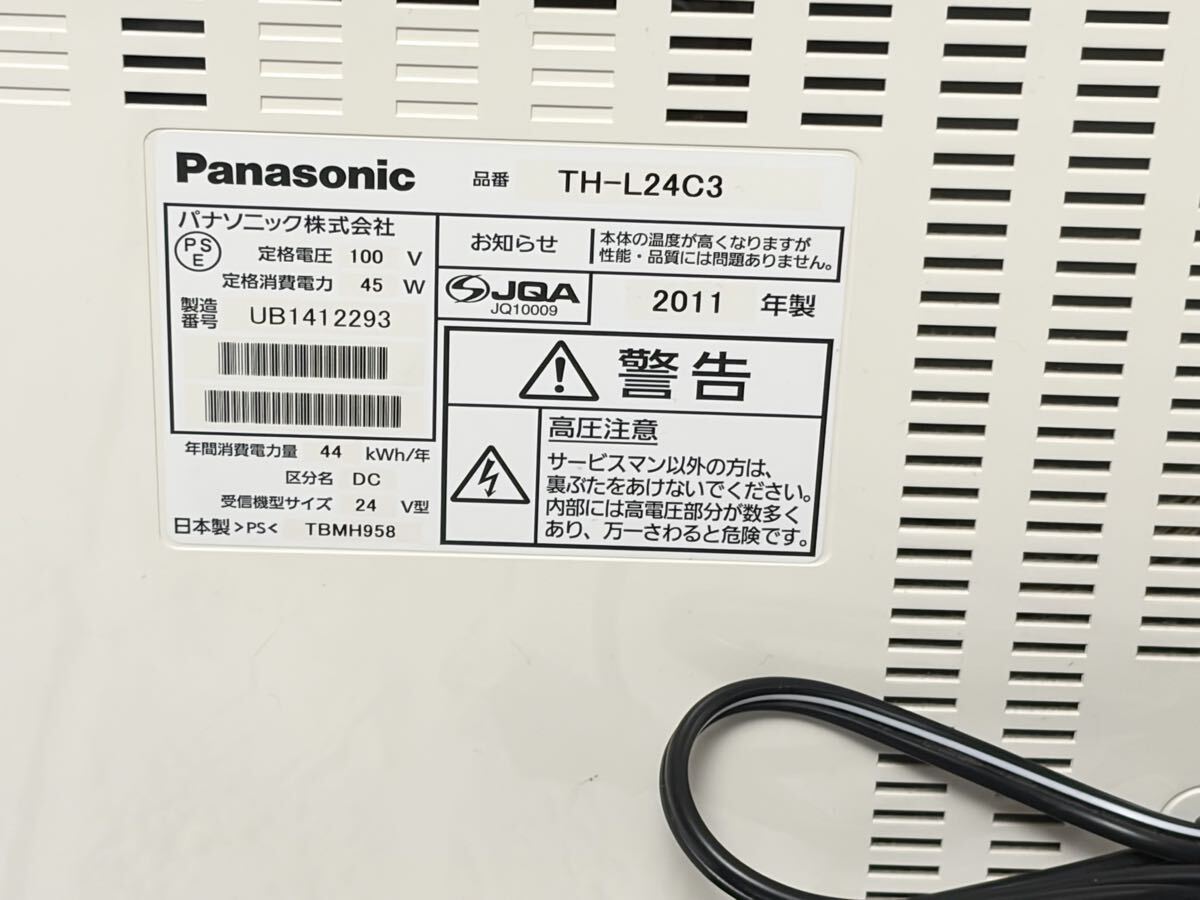 Panasonic 品番 TH-L24C3
パナソニック株式会社
PS
E
定格電圧 100 V
定格消費電力 45 W
製造
番号 UB1412293
年間消費電力量 44 kWh/年
区分名 DC
受信機型サイズ 24 V型
日本製 >PS< TBMH958
お知らせ
本体の温度が高くなりますが
性能・品質には問題ありません。
JQA
JQ10009
2011 年製
警告
高圧注意
サービスマン以外の方は、
裏ぶたをあけないでください。
内部には高電圧部分が数多く
あり、万一さわると危険です。